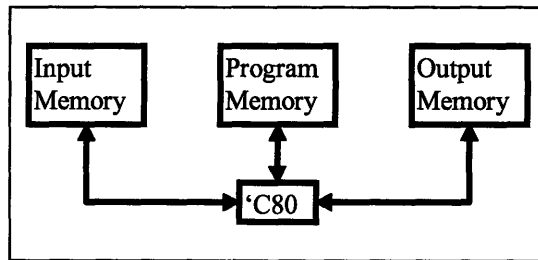 Input
Memory
Program
Memory
Output
Memory
‘C80